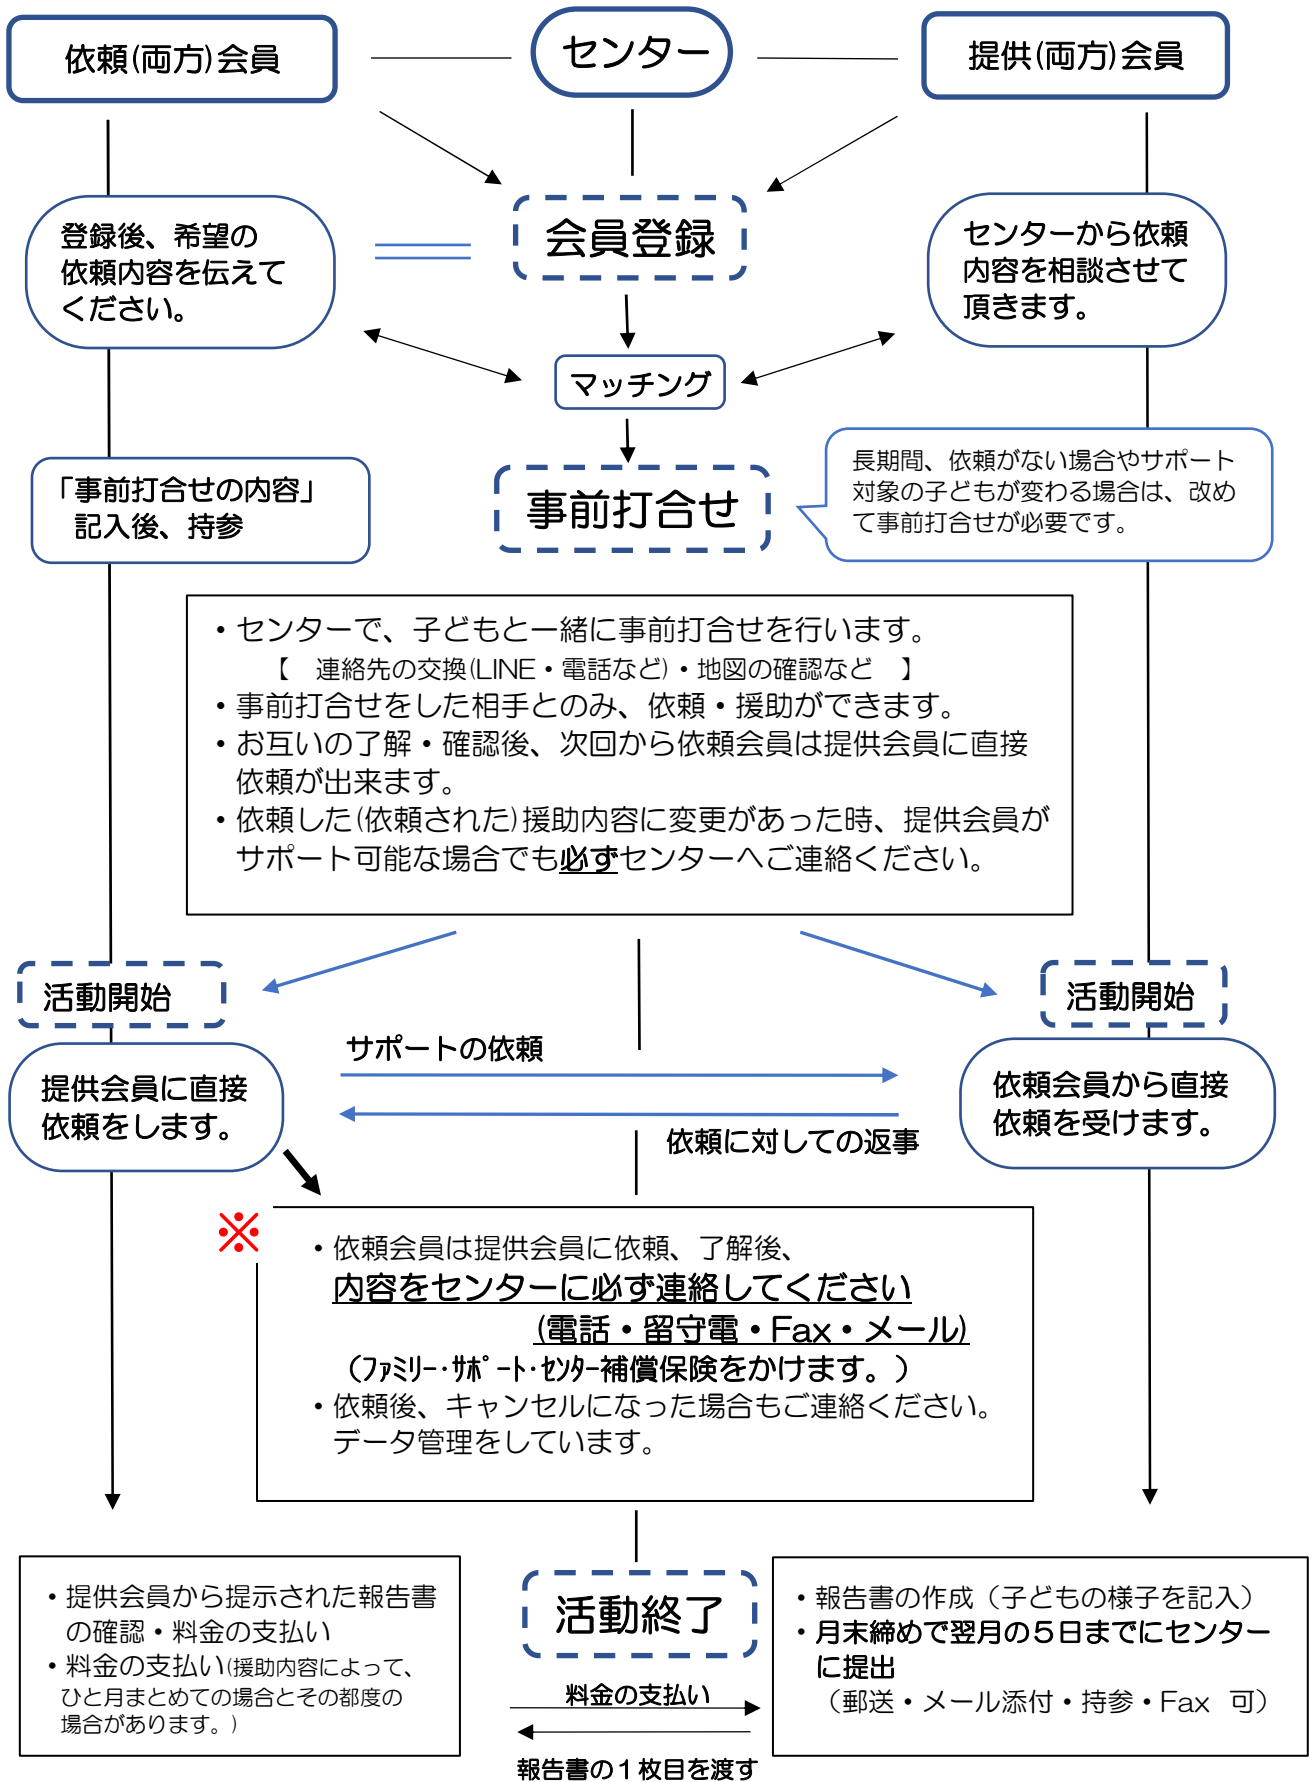 依頼(両方)会員
センター
提供(両方)会員
登録後、希望の
依頼内容を伝えて
ください。
会員登録
センターから依頼
内容を相談させて
頂きます。
マッチング
「事前打合せの内容」
記入後、持参
事前打合せ
長期間、依頼がない場合やサポート
対象の子どもが変わる場合は、改め
て事前打合せが必要です。
・センターで、子どもと一緒に事前打合せを行います。
【　連絡先の交換(LINE・電話など)・地図の確認など　】
・事前打合せをした相手とのみ、依頼・援助ができます。
・お互いの了解・確認後、次回から依頼会員は提供会員に直接
依頼が出来ます。
・依頼した(依頼された)援助内容に変更があった時、提供会員が
サポート可能な場合でも必ずセンターへご連絡ください。
活動開始
活動開始
サポートの依頼
提供会員に直接
依頼をします。
依頼会員から直接
依頼を受けます。
依頼に対しての返事
※
・依頼会員は提供会員に依頼、了解後、
内容をセンターに必ず連絡してください
(電話・留守電・Fax・メール)
（ﾌｧﾐﾘｰ･ｻﾎﾟｰﾄ･ｾﾝﾀｰ補償保険をかけます。）
・依頼後、キャンセルになった場合もご連絡ください。
データ管理をしています。
・提供会員から提示された報告書
の確認・料金の支払い
・料金の支払い(援助内容によって、
ひと月まとめての場合とその都度の
場合があります。)
活動終了
料金の支払い
報告書の１枚目を渡す
・報告書の作成（子どもの様子を記入）
・月末締めで翌月の５日までにセンター
に提出
（郵送・メール添付・持参・Fax　可）